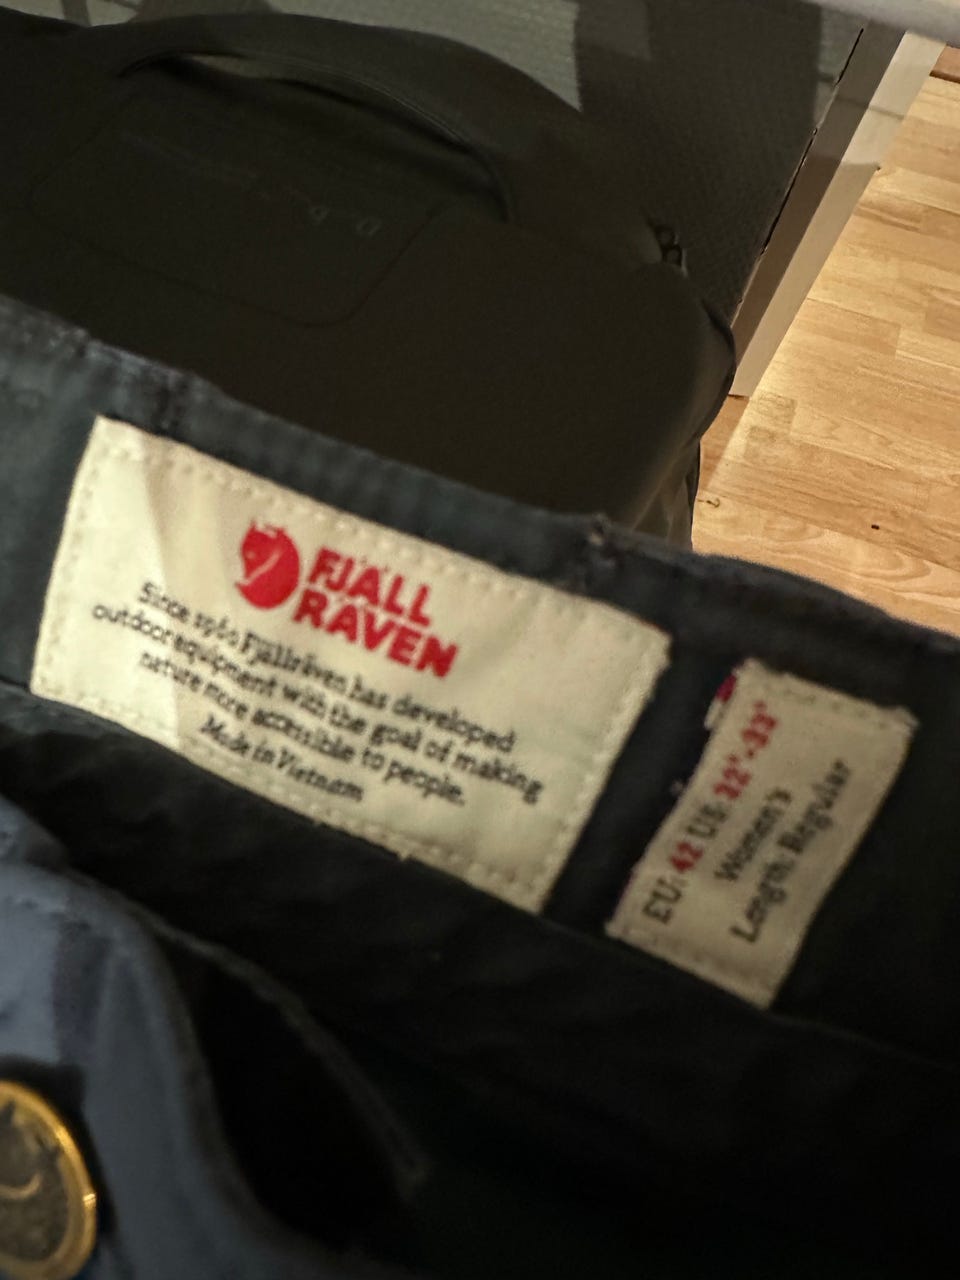 FJÄLL
RÄVEN
Since 1960 Fjällräven has developed
outdoor equipment with the goal of making
nature more accessible to people.
Made in Vietnam
EU: 42 US: 32"-33"
Women's
Length: Regular